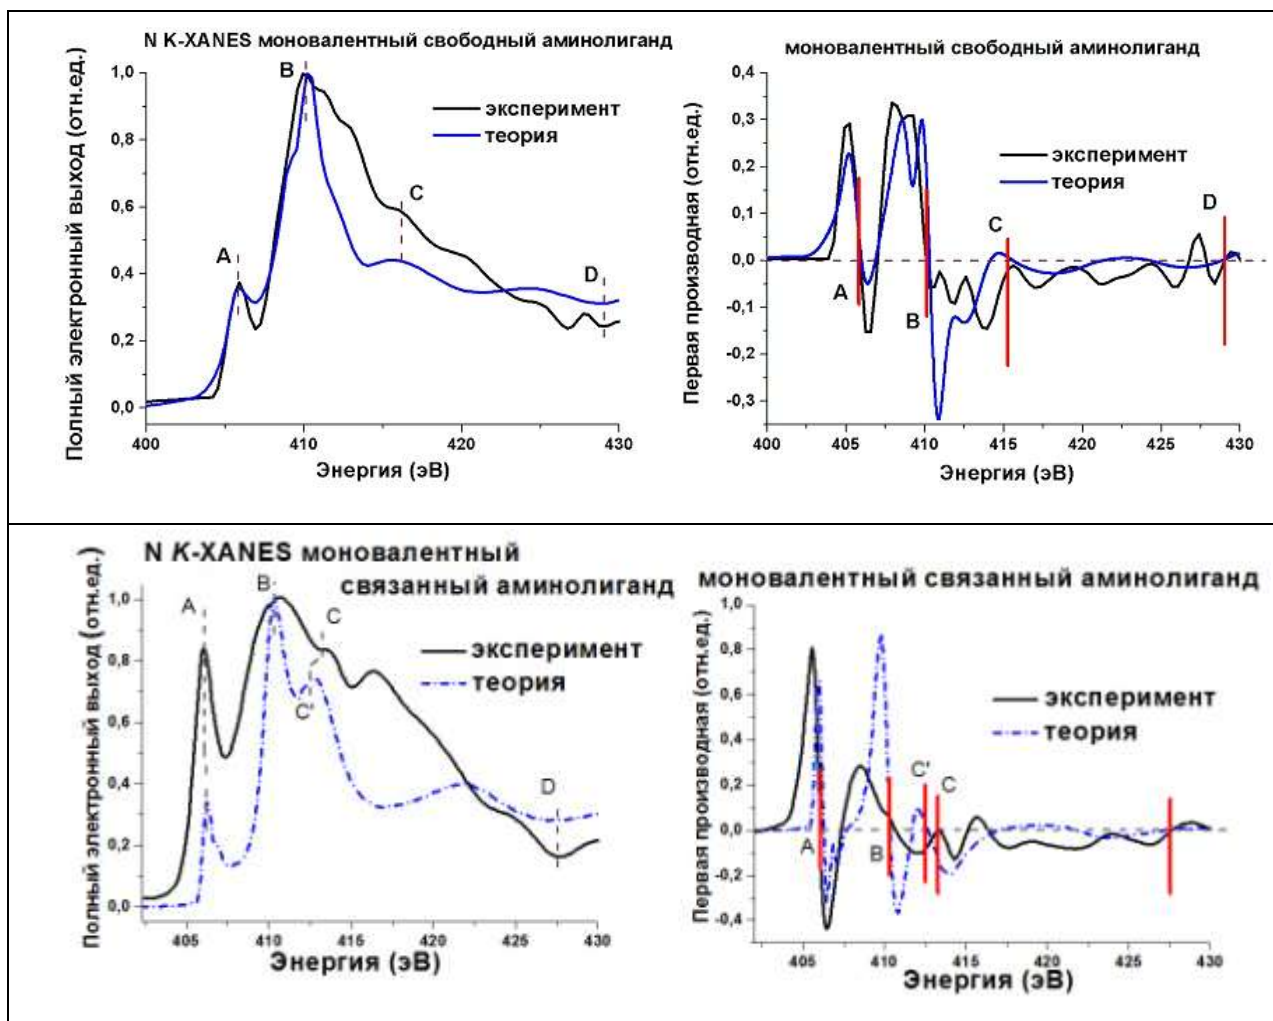 N K-XANES моновалентный свободный аминолиганд
Полный электронный выход (отн.ед.)
1,0
0,8
0,6
0,4
0,2
0,0
A
B
C
D
эксперимент
теория
400
410
420
430
Энергия (эВ)
моновалентный свободный аминолиганд
Первая производная (отн.ед.)
0,4
0,3
0,2
0,1
0,0
-0,1
-0,2
-0,3
A
B
C
D
эксперимент
теория
400
405
410
415
420
425
430
Энергия (эВ)
N K-XANES моновалентный
связанный аминолиганд
Полный электронный выход (отн.ед.)
1,0
0,8
0,6
0,4
0,2
0,0
A
B
C
C'
D
эксперимент
теория
405
410
415
420
425
430
Энергия (эВ)
моновалентный связанный аминолиганд
Первая производная (отн.ед.)
1,0
0,8
0,6
0,4
0,2
0,0
-0,2
-0,4
A
B
C'
C
эксперимент
теория
405
410
415
420
425
430
Энергия (эВ)